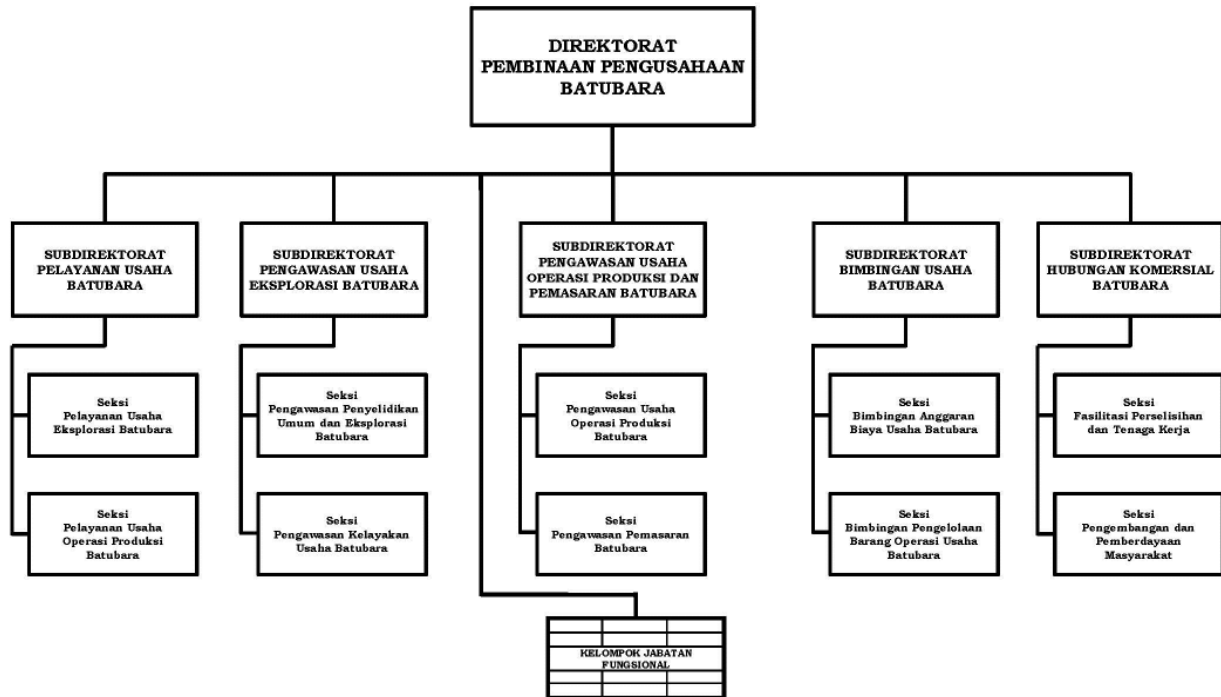 DIREKTORAT
PEMBINAAN PENGUSAHAAN
BATUBARA
SUBDIREKTORAT
PELAYANAN USAHA
BATUBARA
SUBDIREKTORAT
PENGAWASAN USAHA
EKSPLORASI BATUBARA
SUBDIREKTORAT
PENGAWASAN USAHA
OPERASI PRODUKSI DAN
PEMASARAN BATUBARA
SUBDIREKTORAT
BIMBINGAN USAHA
BATUBARA
SUBDIREKTORAT
HUBUNGAN KOMERSIAL
BATUBARA
Seksi
Pelayanan Usaha
Eksplorasi Batubara
Seksi
Pengawasan Penyelidikan
Umum dan Eksplorasi
Batubara
Seksi
Pengawasan Usaha
Operasi Produksi
Batubara
Seksi
Bimbingan Anggaran
Biaya Usaha Batubara
Seksi
Fasilitasi Perselisihan
dan Tenaga Kerja
Seksi
Pelayanan Usaha
Operasi Produksi
Batubara
Seksi
Pengawasan Kelayakan
Usaha Batubara
Seksi
Pengawasan Pemasaran
Batubara
Seksi
Bimbingan Pengelolaan
Barang Operasi Usaha
Batubara
Seksi
Pengembangan dan
Pemberdayaan
Masyarakat
KELOMPOK JABATAN
FUNGSIONAL